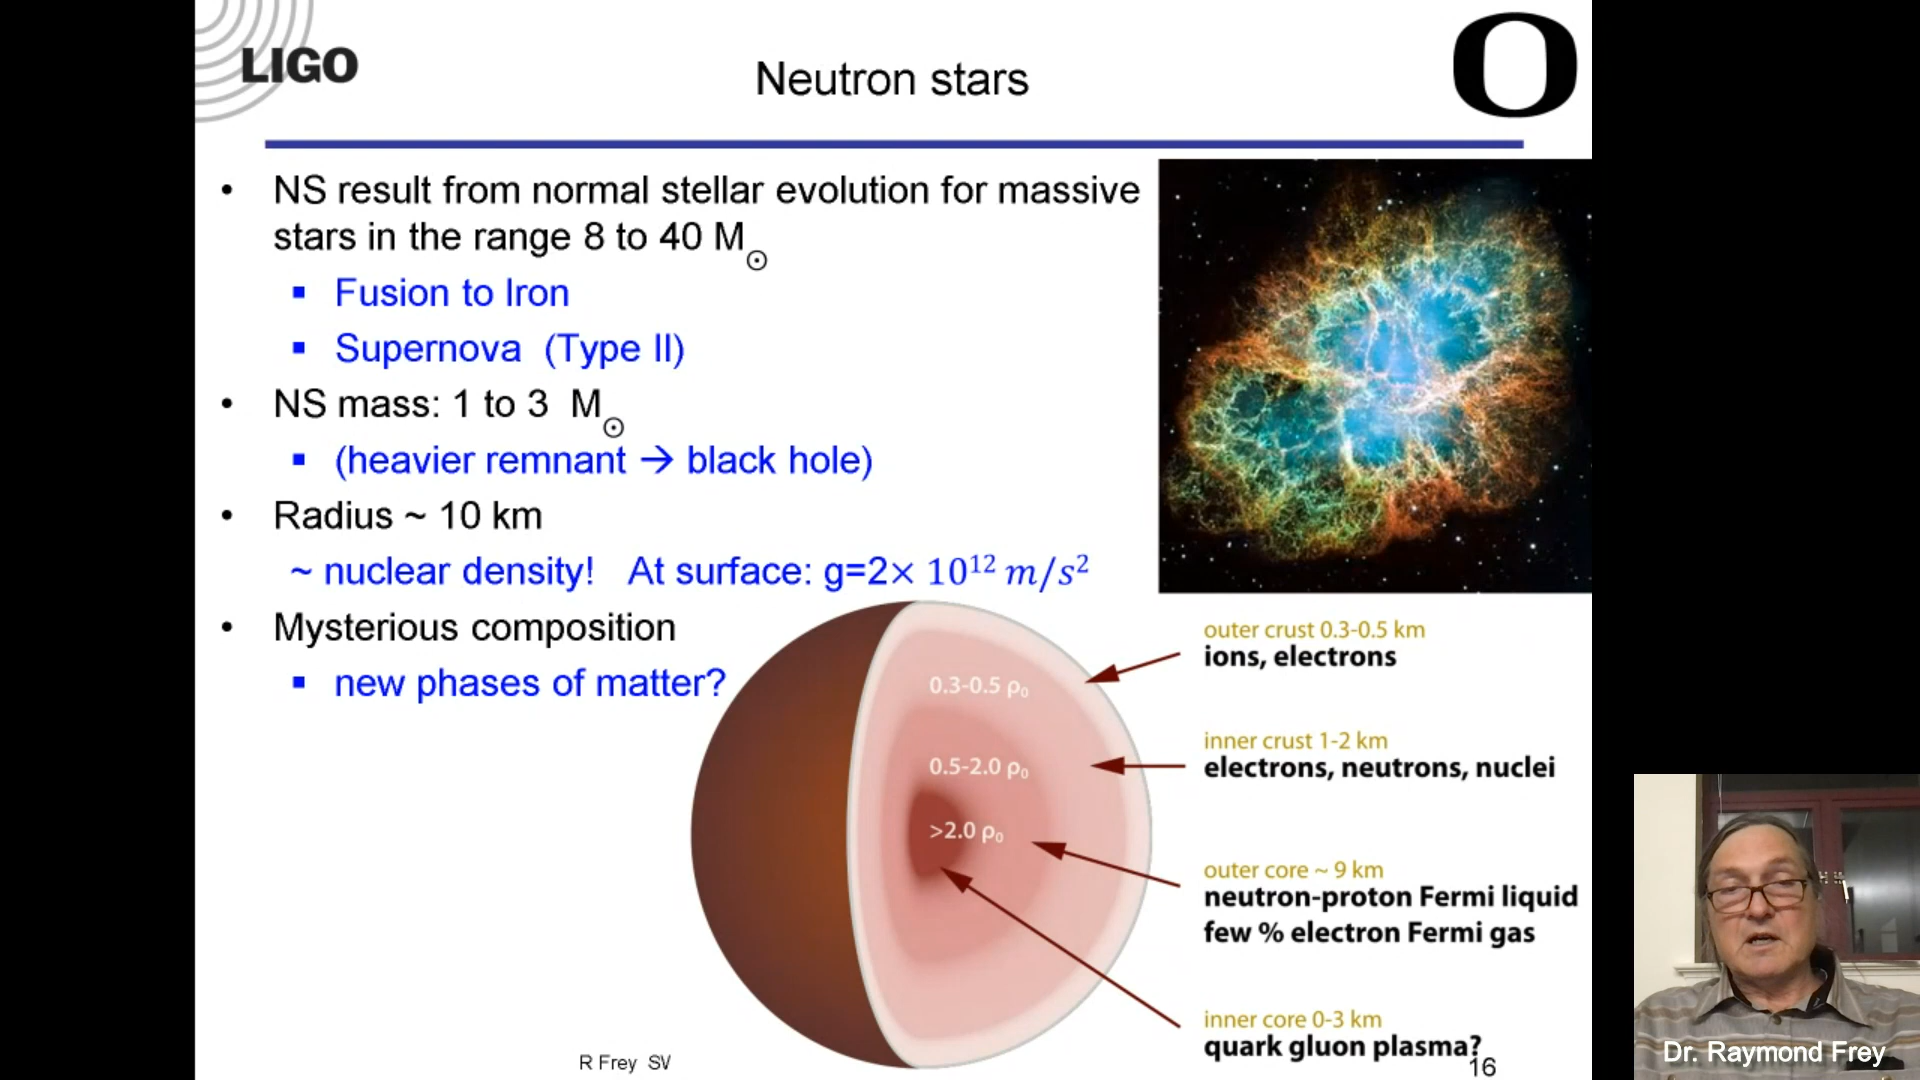 LIGO
Neutron stars
• NS result from normal stellar evolution for massive
stars in the range 8 to 40 M☉
▪ Fusion to Iron
▪ Supernova (Type II)
• NS mass: 1 to 3 M☉
▪ (heavier remnant → black hole)
• Radius ~ 10 km
~ nuclear density! At surface: g=2× 10¹² m/s²
• Mysterious composition
▪ new phases of matter?
0.3-0.5 ρ₀
0.5-2.0 ρ₀
>2.0 ρ₀
outer crust 0.3-0.5 km
ions, electrons
inner crust 1-2 km
electrons, neutrons, nuclei
outer core ~ 9 km
neutron-proton Fermi liquid
few % electron Fermi gas
inner core 0-3 km
quark gluon plasma?
R Frey SV
16
Dr. Raymond Frey